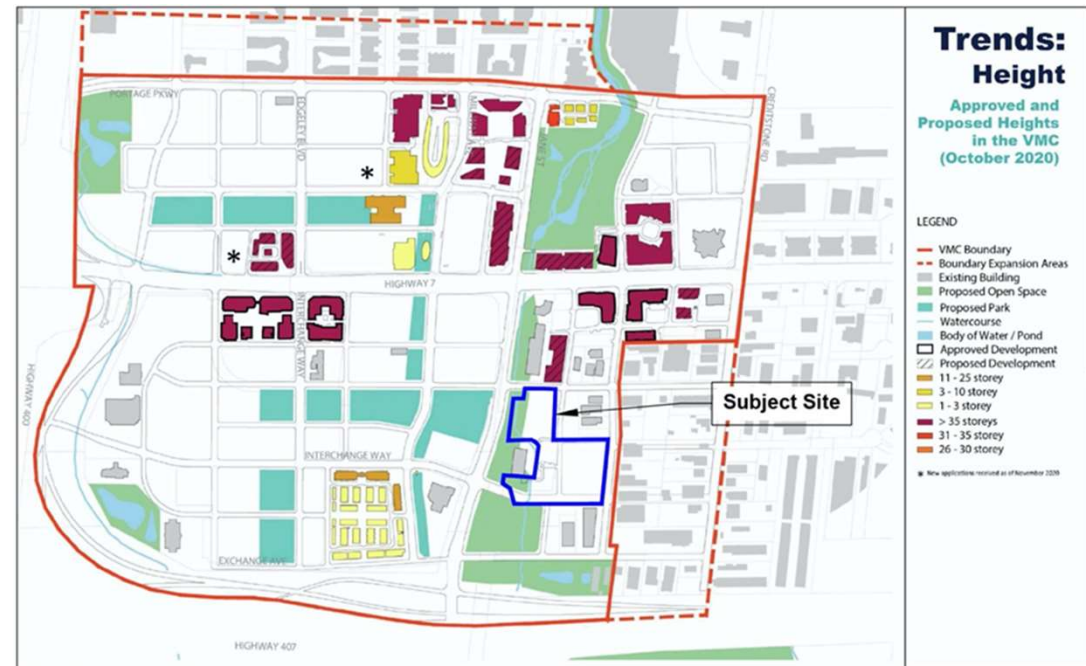 Trends:
Height
Approved and
Proposed Heights
in the VMC
(October 2020)
LEGEND
VMC Boundary
Boundary Expansion Areas
Existing Building
Proposed Open Space
Proposed Park
Watercourse
Body of Water / Pond
Approved Development
Proposed Development
11 - 25 storey
3 - 10 storey
1 - 3 storey
> 35 storeys
31 - 35 storey
26 - 30 storey
* New applications received as of November 2020
PORTAGE PKWY
EDGELEY BLVD
CREDITSTONE RD
*
*
HIGHWAY 7
INTERCHANGE WAY
HIGHWAY 400
Subject Site
INTERCHANGE WAY
EXCHANGE AVE
HIGHWAY 407